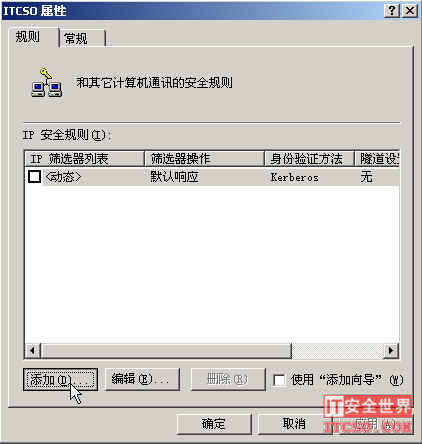 ITCSO 属性
规则 常规
和其它计算机通讯的安全规则
IP 安全规则(I):
IP 筛选器列表 筛选器操作 身份验证方法 隧道设置
<动态> 默认响应 Kerberos 无
添加(D)... 编辑(E)... 删除(R) 使用“添加向导”(W)
确定 取消 应用(A)
IT安全世界
ITCSO.COM